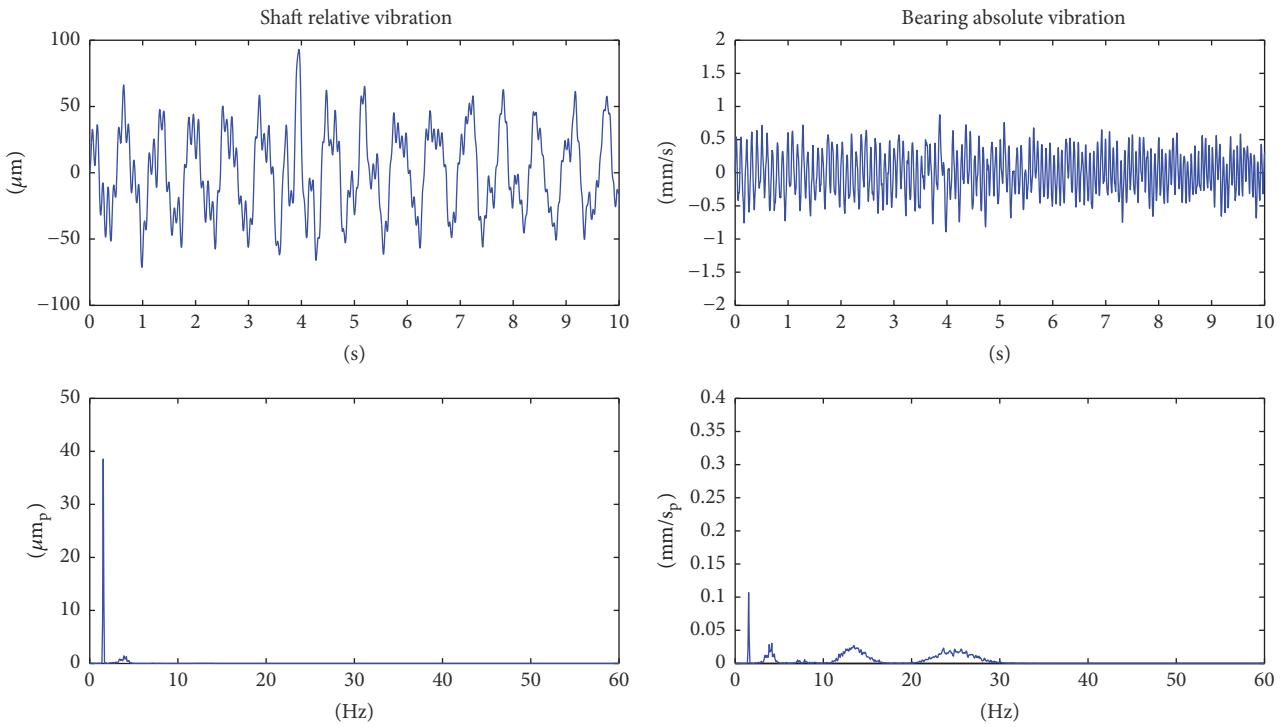 Shaft relative vibration
100
50
0
−50
−100
(μm)
0 1 2 3 4 5 6 7 8 9 10
(s)
Bearing absolute vibration
2
1.5
1
0.5
0
−0.5
−1
−1.5
−2
(mm/s)
0 1 2 3 4 5 6 7 8 9 10
(s)
50
40
30
20
10
0
(μmp)
0 10 20 30 40 50 60
(Hz)
0.4
0.35
0.3
0.25
0.2
0.15
0.1
0.05
0
(mm/sp)
0 10 20 30 40 50 60
(Hz)